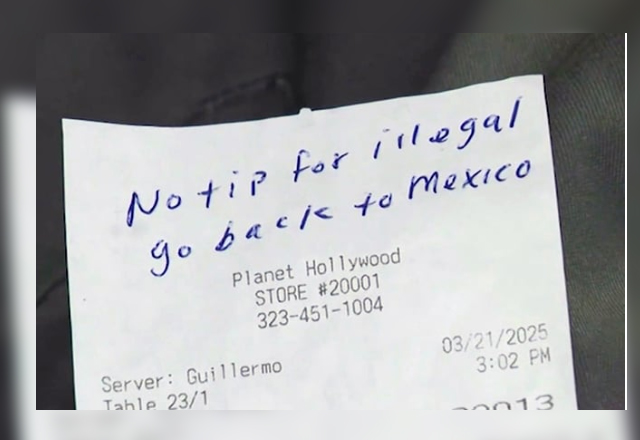 No tip for illegal
go back to Mexico
Planet Hollywood
STORE #20001
323-451-1004
03/21/2025
3:02 PM
Server: Guillermo
Table 23/1